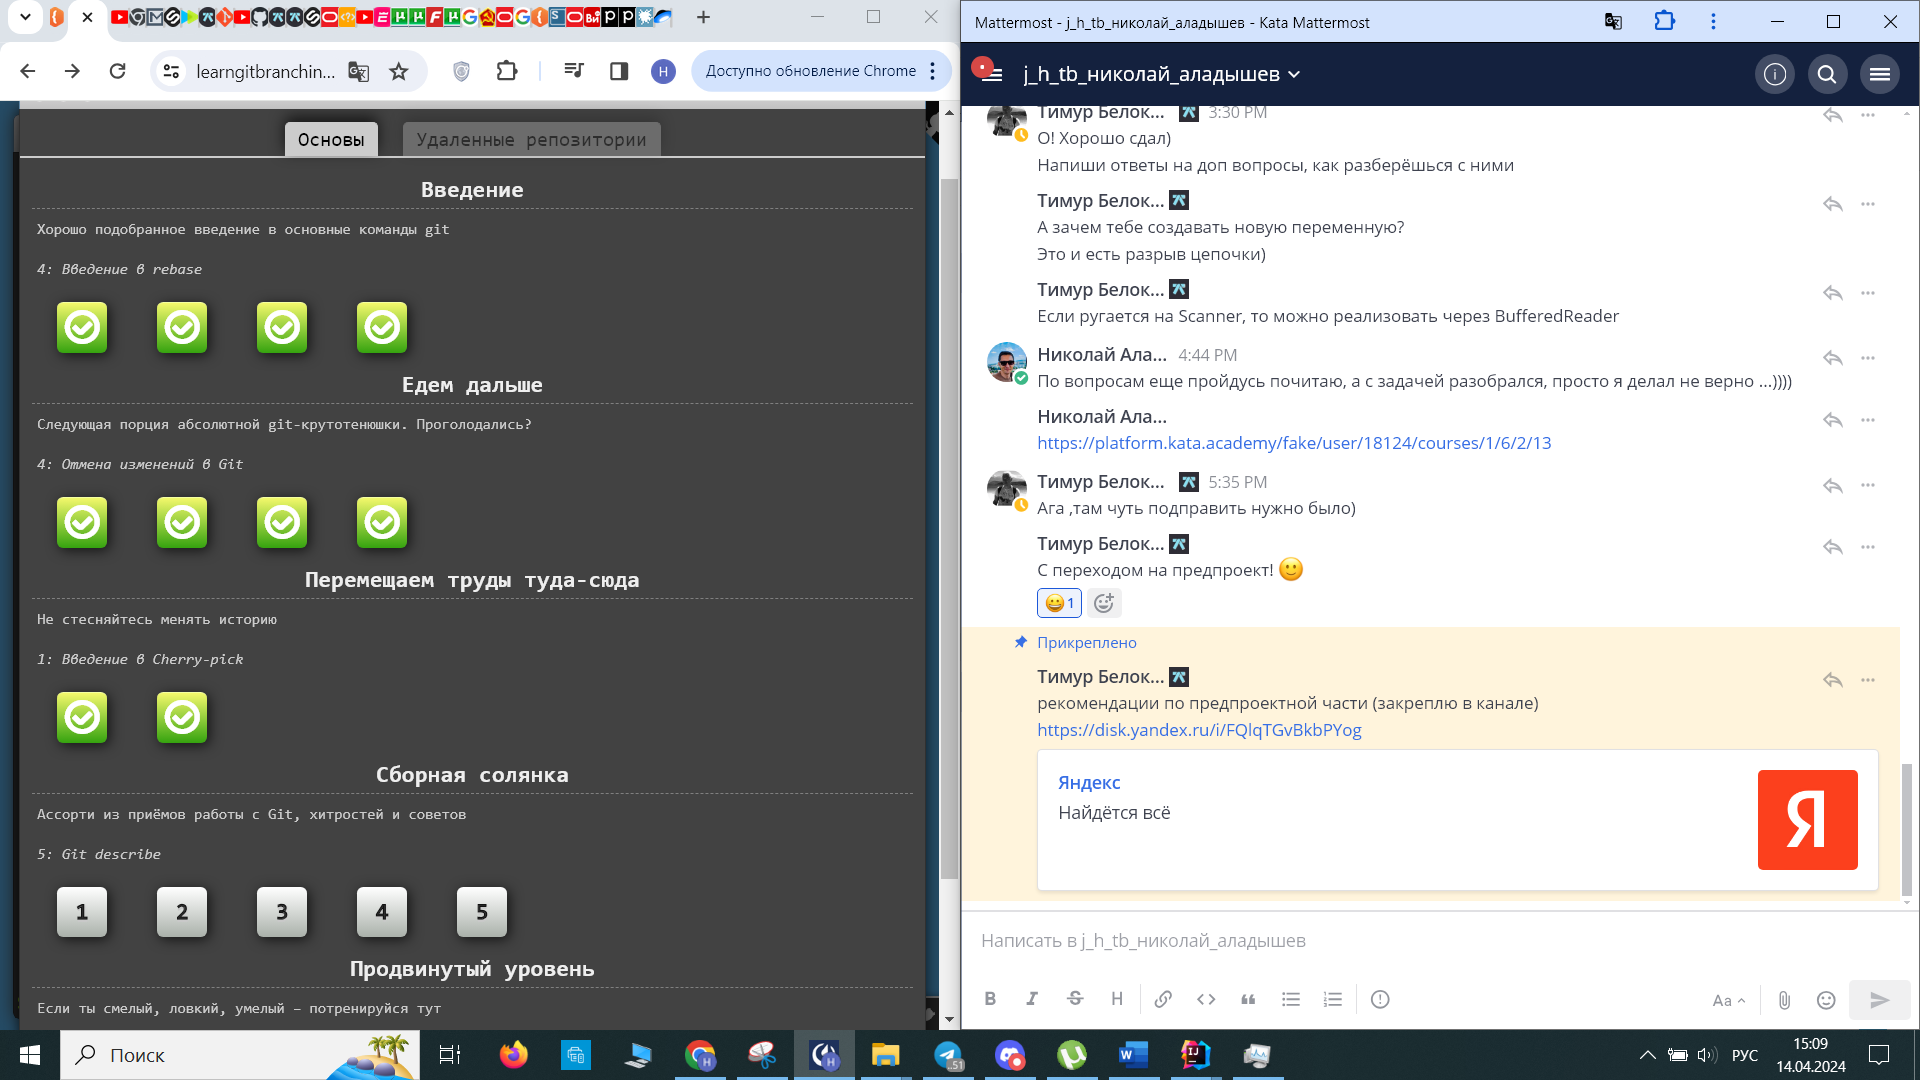 learngitbranchin...
Н
Доступно обновление Chrome
Основы
Удаленные репозитории
Введение
Хорошо подобранное введение в основные команды git
4: Введение в rebase
Едем дальше
Следующая порция абсолютной git-крутотенюшки. Проголодались?
4: Отмена изменений в Git
Перемещаем труды туда-сюда
Не стесняйтесь менять историю
1: Введение в Cherry-pick
Сборная солянка
Ассорти из приёмов работы с Git, хитростей и советов
5: Git describe
1 2 3 4 5
Продвинутый уровень
Если ты смелый, ловкий, умелый – потренируйся тут
Mattermost - j_h_tb_николай_аладышев - Kata Mattermost
j_h_tb_николай_аладышев
Тимур Белок... 3:30 PM
О! Хорошо сдал)
Напиши ответы на доп вопросы, как разберёшься с ними
Тимур Белок...
А зачем тебе создавать новую переменную?
Это и есть разрыв цепочки)
Тимур Белок...
Если ругается на Scanner, то можно реализовать через BufferedReader
Николай Ала... 4:44 PM
По вопросам еще пройдусь почитаю, а с задачей разобрался, просто я делал не верно ...))))
Николай Ала...
https://platform.kata.academy/fake/user/18124/courses/1/6/2/13
Тимур Белок... 5:35 PM
Ага ,там чуть подправить нужно было)
Тимур Белок...
С переходом на предпроект!
1
Прикреплено
Тимур Белок...
рекомендации по предпроектной части (закреплю в канале)
https://disk.yandex.ru/i/FQlqTGvBkbPYog
Яндекс
Найдётся всё
Я
Написать в j_h_tb_николай_аладышев
B I S H
Aa
Поиск
РУС
15:09
14.04.2024